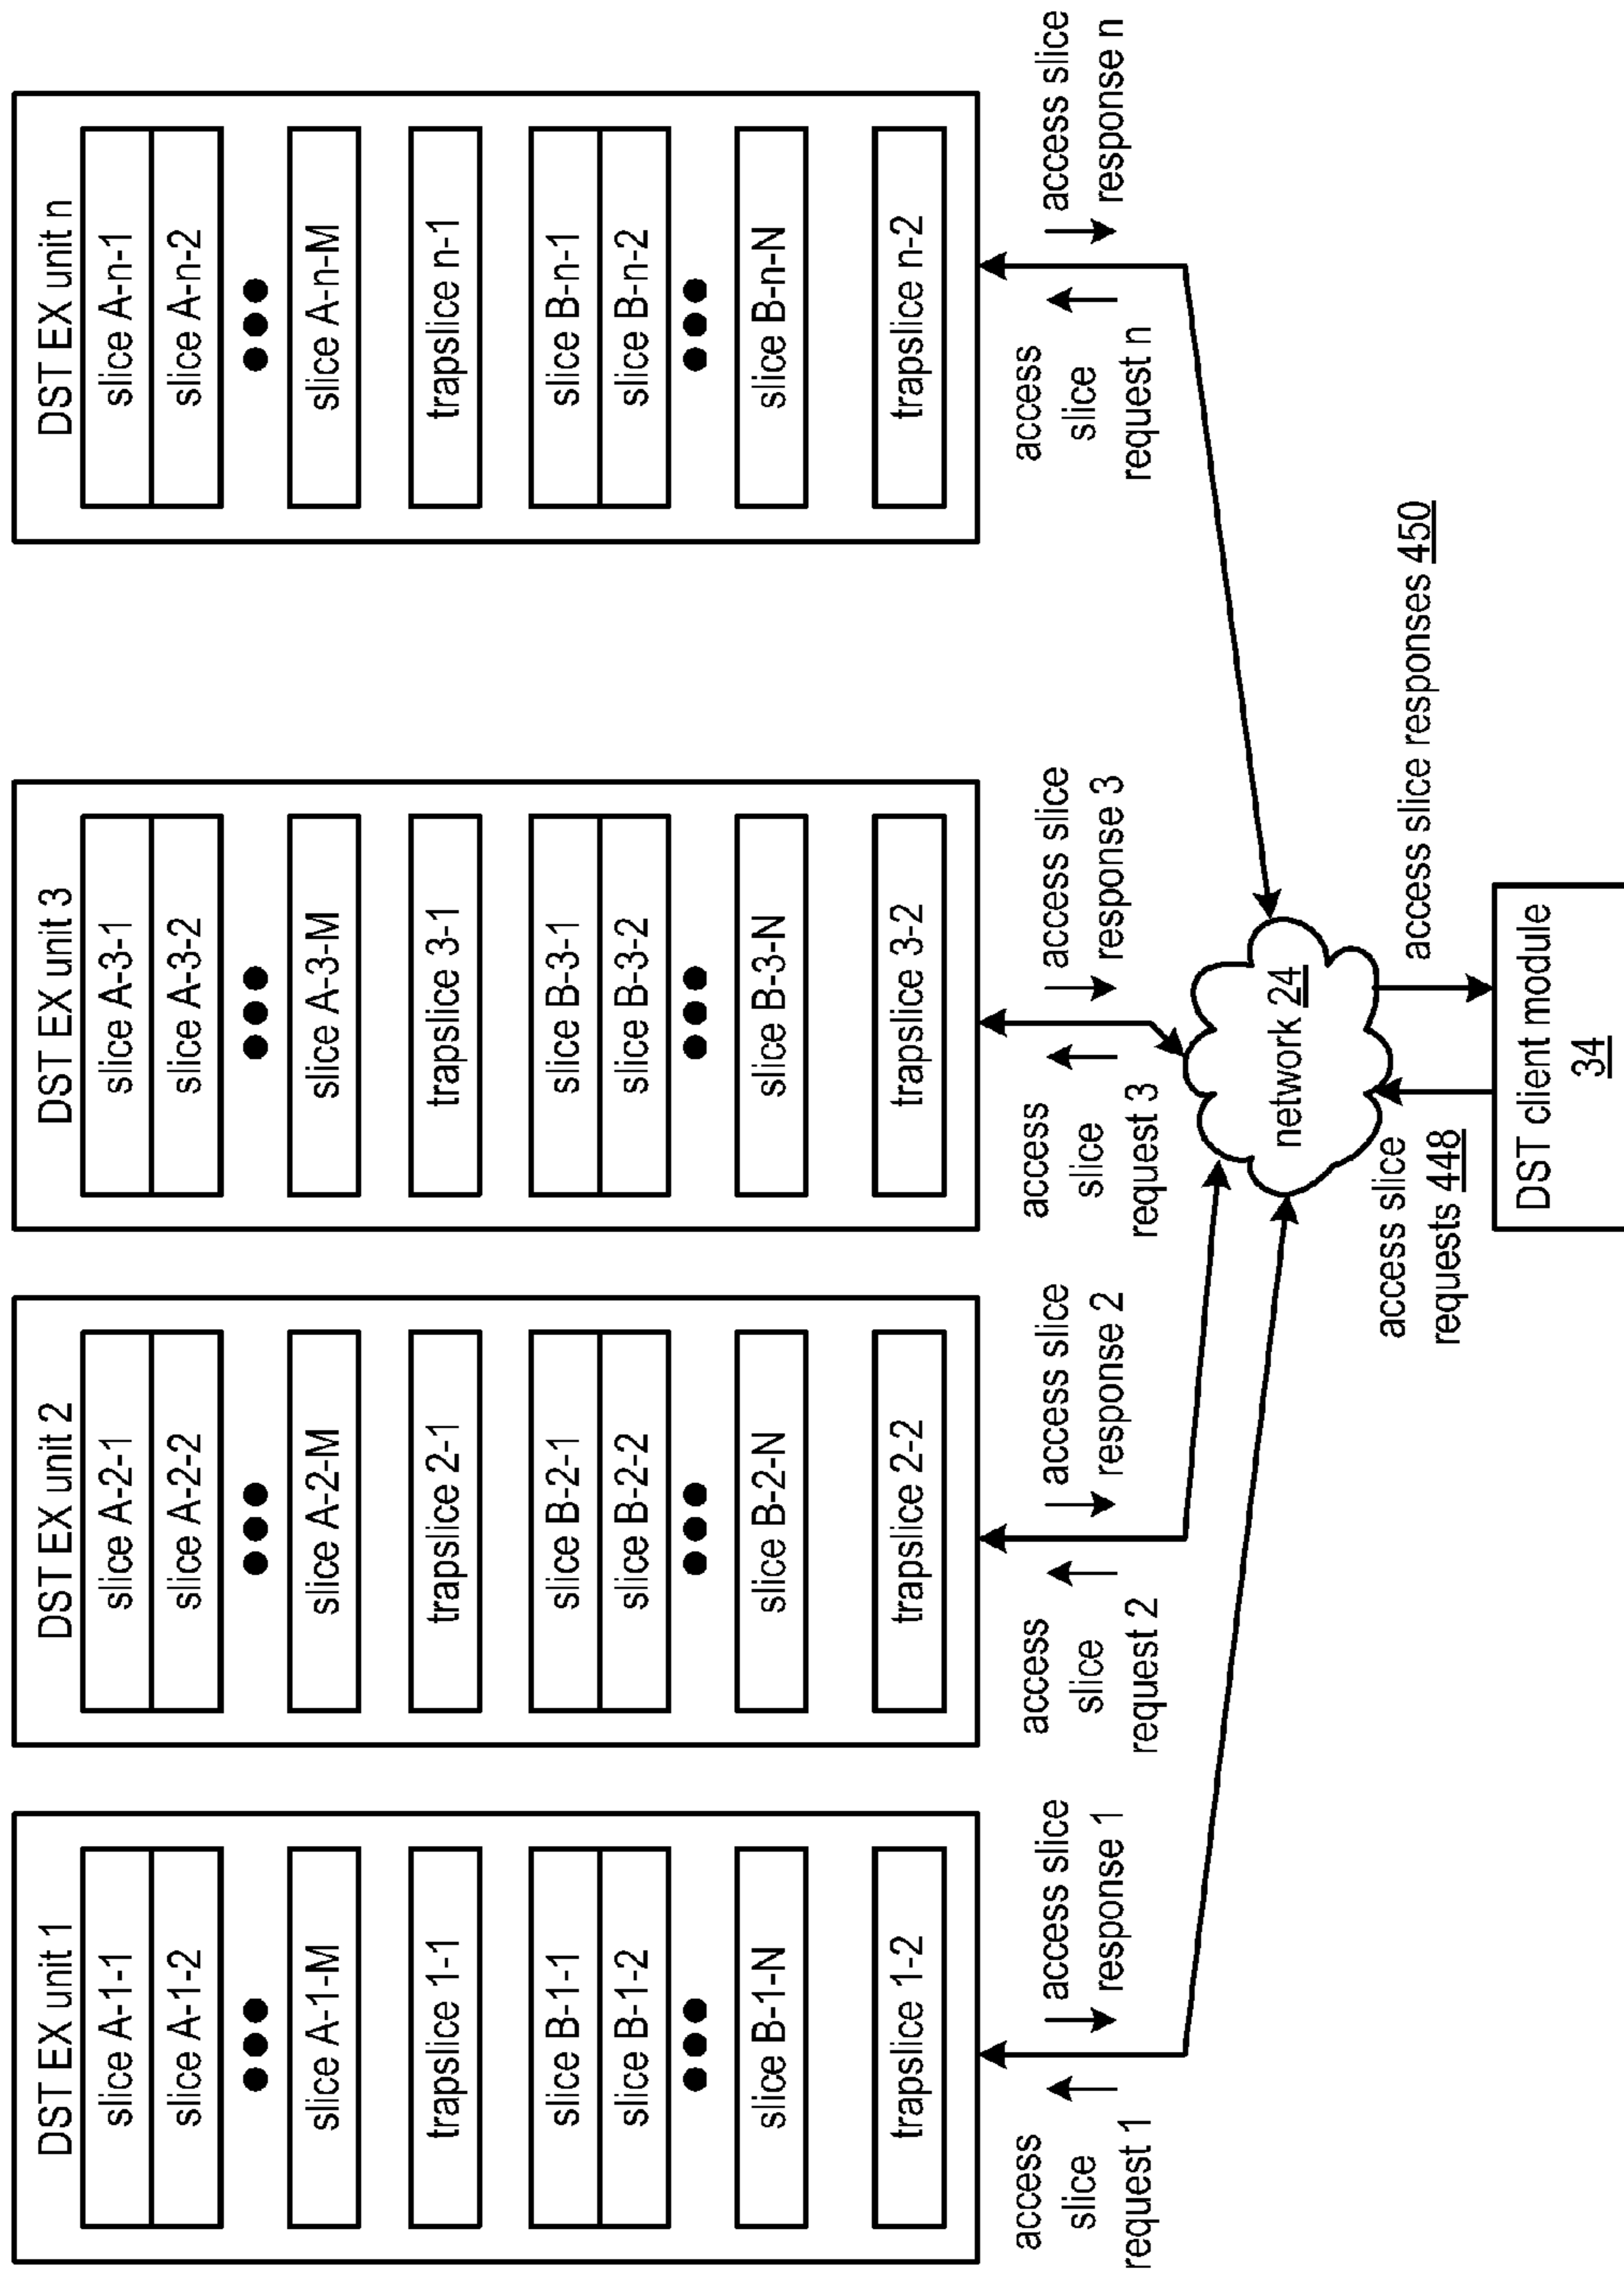 DST EX unit 1
slice A-1-1
slice A-1-2
slice A-1-M
trapslice 1-1
slice B-1-1
slice B-1-2
slice B-1-N
trapslice 1-2
access
slice
request 1
access slice
response 1
DST EX unit 2
slice A-2-1
slice A-2-2
slice A-2-M
trapslice 2-1
slice B-2-1
slice B-2-2
slice B-2-N
trapslice 2-2
access
slice
request 2
access slice
response 2
DST EX unit 3
slice A-3-1
slice A-3-2
slice A-3-M
trapslice 3-1
slice B-3-1
slice B-3-2
slice B-3-N
trapslice 3-2
access
slice
request 3
access slice
response 3
DST EX unit n
slice A-n-1
slice A-n-2
slice A-n-M
trapslice n-1
slice B-n-1
slice B-n-2
slice B-n-N
trapslice n-2
access
slice
request n
access slice
response n
network 24
access slice
requests 448
access slice responses 450
DST client module
34